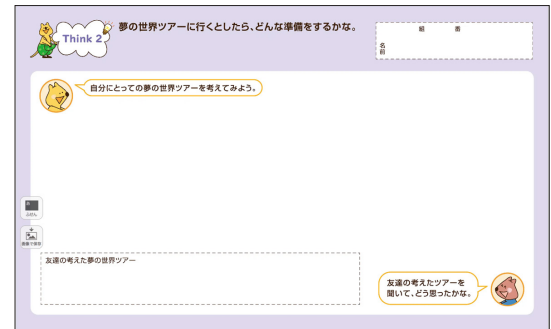 Think 2
夢の世界ツアーに行くとしたら、どんな準備をするかな。
組 番
名前
自分にとっての夢の世界ツアーを考えてみよう。
ふせん
画像で保存
友達の考えた夢の世界ツアー
友達の考えたツアーを
聞いて、どう思ったかな。